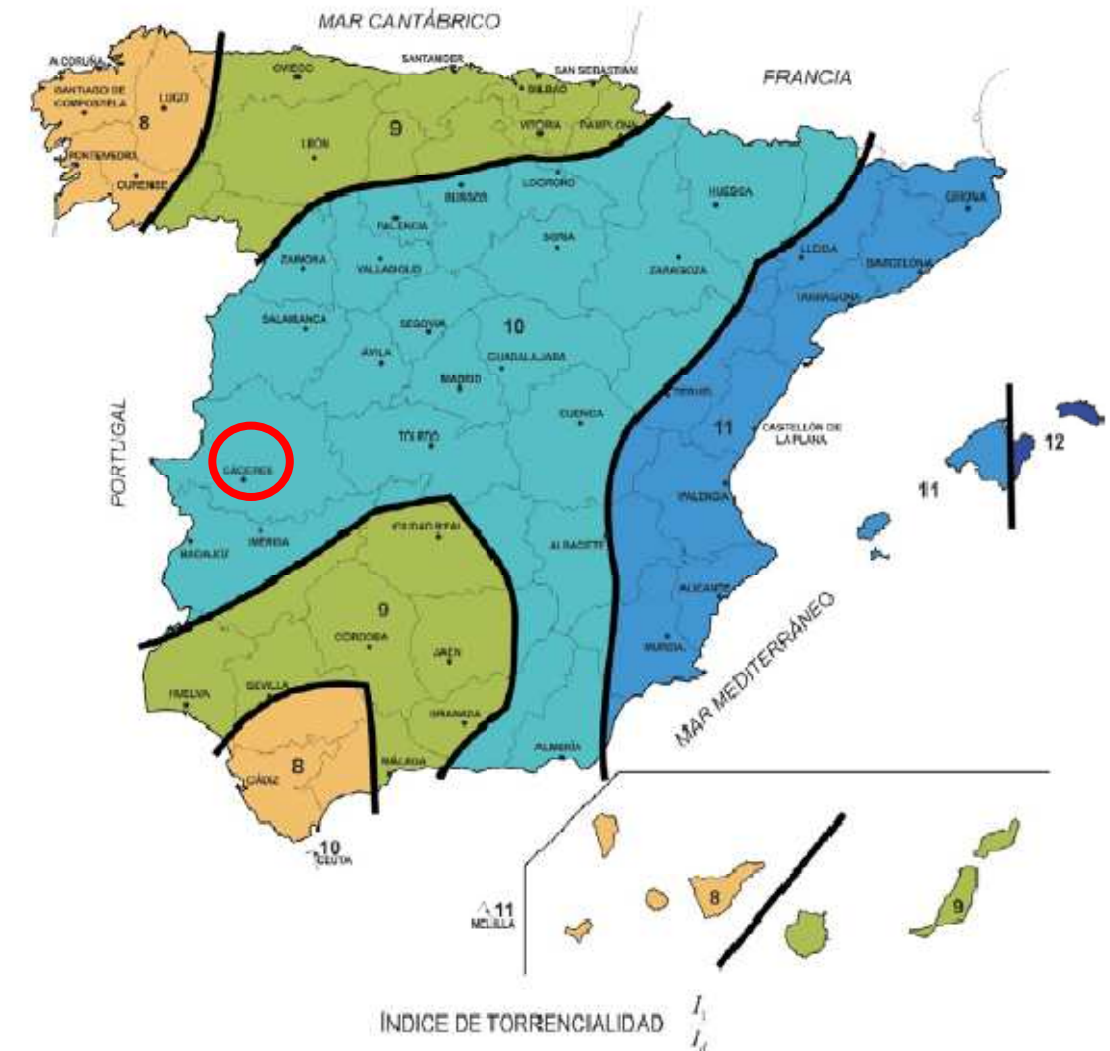 MAR CANTÁBRICO
A CORUÑA
OVIEDO
SANTANDER
SAN SEBASTIAN
FRANCIA
SANTIAGO DE
COMPOSTELA
LUGO
BILBAO
8
9
VITORIA
PAMPLONA
LEÓN
PONTEVEDRA
OURENSE
LOGROÑO
BURGOS
HUESCA
GIRONA
PALENCIA
SORIA
ZAMORA
VALLADOLID
ZARAGOZA
LLEIDA
BARCELONA
TARRAGONA
SALAMANCA
SEGOVIA
10
ÁVILA
GUADALAJARA
MADRID
TERUEL
PORTUGAL
CUENCA
TOLEDO
11
CASTELLÓN DE
LA PLANA
12
CÁCERES
11
VALENCIA
MÉRIDA
BADAJOZ
CIUDAD REAL
ALBACETE
ALICANTE
9
CÓRDOBA
JAÉN
MURCIA
MAR MEDITERRÁNEO
HUELVA
SEVILLA
GRANADA
ALMERÍA
8
CÁDIZ
MÁLAGA
10
CEUTA
11
MELILLA
8
9
ÍNDICE DE TORRENCIALIDAD I₁
I_d